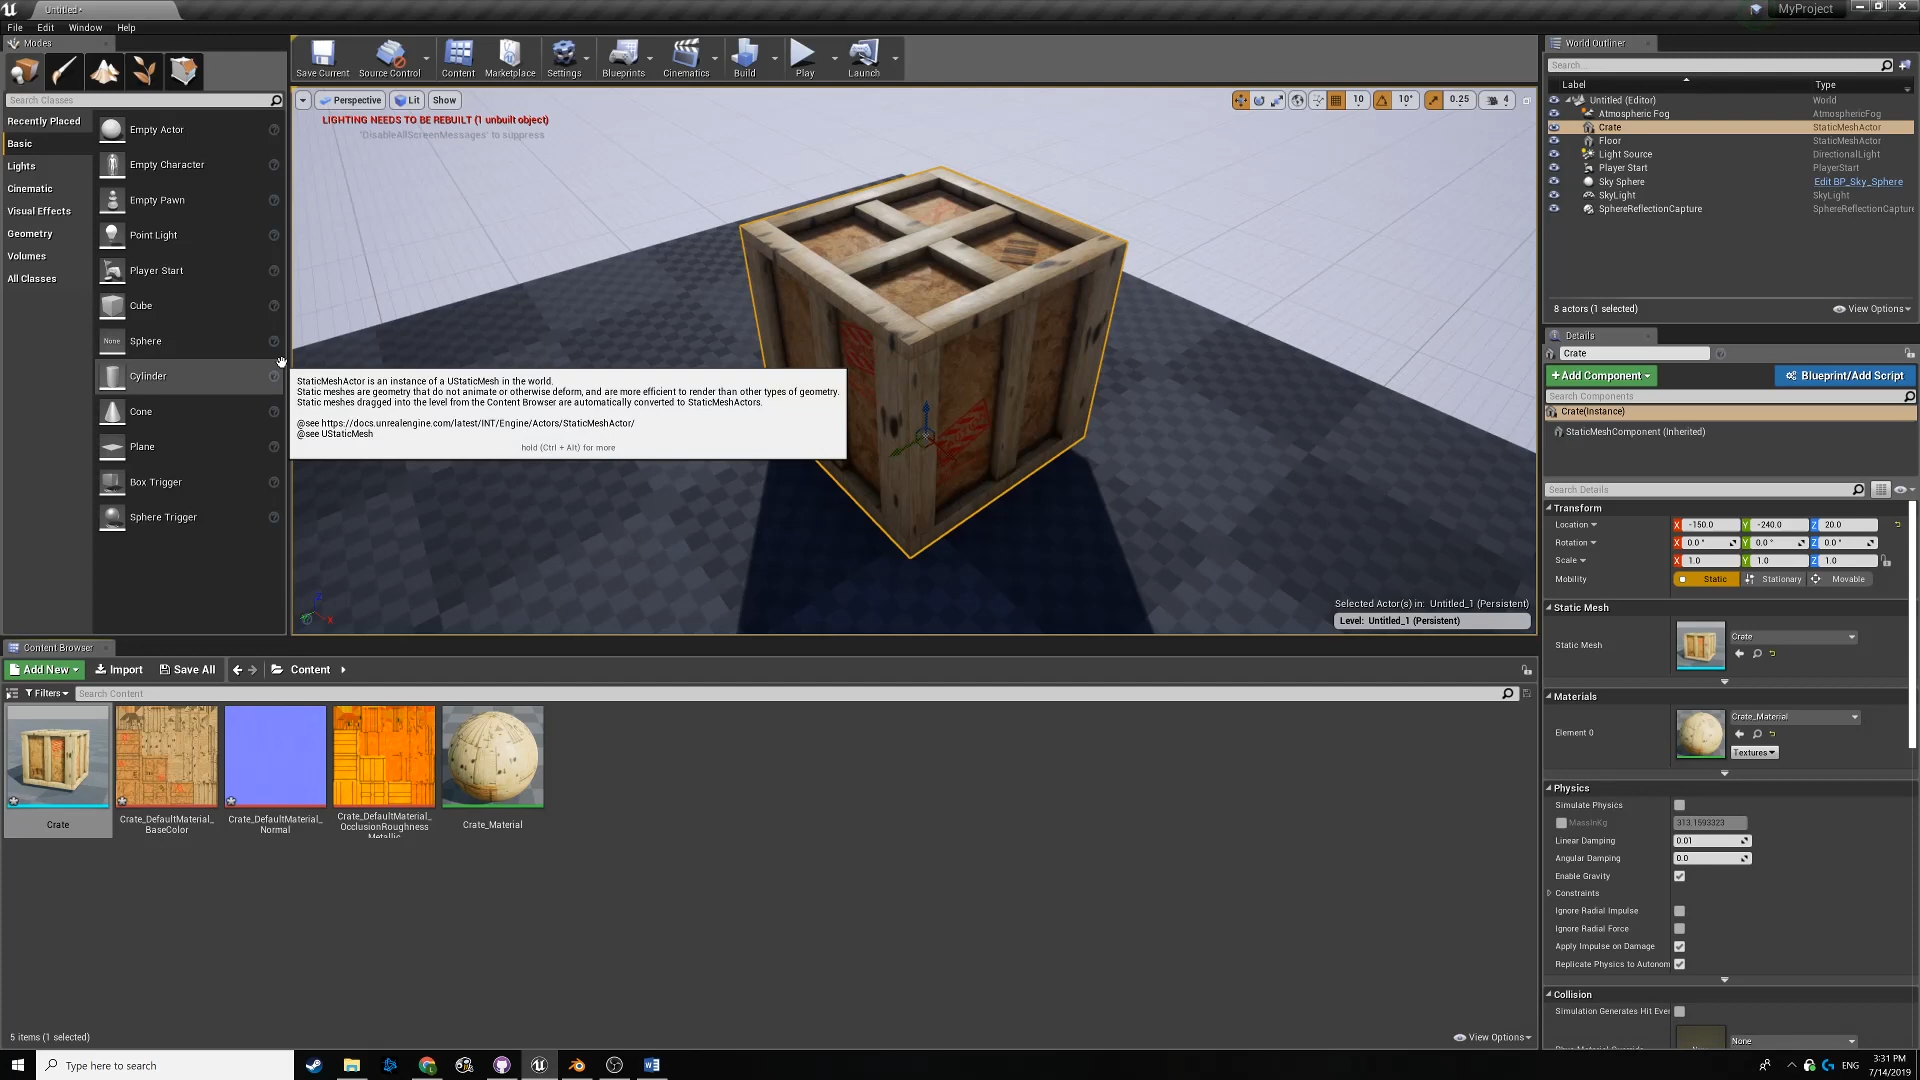 Untitled*
MyProject
File Edit Window Help
Modes
Search Classes
Recently Placed
Basic
Lights
Cinematic
Visual Effects
Geometry
Volumes
All Classes
Empty Actor
Empty Character
Empty Pawn
Point Light
Player Start
Cube
None Sphere
Cylinder
Cone
Plane
Box Trigger
Sphere Trigger
Save Current Source Control Content Marketplace Settings Blueprints Cinematics Build Play Launch
Perspective Lit Show
10 10° 0.25 4
LIGHTING NEEDS TO BE REBUILT (1 unbuilt object)
'DisableAllScreenMessages' to suppress
StaticMeshActor is an instance of a UStaticMesh in the world.
Static meshes are geometry that do not animate or otherwise deform, and are more efficient to render than other types of geometry.
Static meshes dragged into the level from the Content Browser are automatically converted to StaticMeshActors.
@see https://docs.unrealengine.com/latest/INT/Engine/Actors/StaticMeshActor/
@see UStaticMesh
hold (Ctrl + Alt) for more
Z
X
Selected Actor(s) in: Untitled_1 (Persistent)
Level: Untitled_1 (Persistent)
World Outliner
Search...
Label Type
Untitled (Editor) World
Atmospheric Fog AtmosphericFog
Crate StaticMeshActor
Floor StaticMeshActor
Light Source DirectionalLight
Player Start PlayerStart
Sky Sphere Edit BP_Sky_Sphere
SkyLight SkyLight
SphereReflectionCapture SphereReflectionCapture
8 actors (1 selected) View Options
Details
Crate
+Add Component Blueprint/Add Script
Search Components
Crate(Instance)
StaticMeshComponent (Inherited)
Search Details
Transform
Location X -150.0 Y -240.0 Z 20.0
Rotation X 0.0 ° Y 0.0 ° Z 0.0 °
Scale X 1.0 Y 1.0 Z 1.0
Mobility Static Stationary Movable
Static Mesh
Static Mesh Crate
Materials
Element 0 Crate_Material
Textures
Physics
Simulate Physics
MassInKg 313.1593323
Linear Damping 0.01
Angular Damping 0.0
Enable Gravity
Constraints
Ignore Radial Impulse
Ignore Radial Force
Apply Impulse on Damage
Replicate Physics to Autonom
Collision
Simulation Generates Hit Eve
None
Content Browser
Add New Import Save All Content
Filters Search Content
Crate
Crate_DefaultMaterial_
BaseColor
Crate_DefaultMaterial_
Normal
Crate_DefaultMaterial_
OcclusionRoughness
Metallic
Crate_Material
5 items (1 selected) View Options
Type here to search
ENG
3:31 PM
7/14/2019